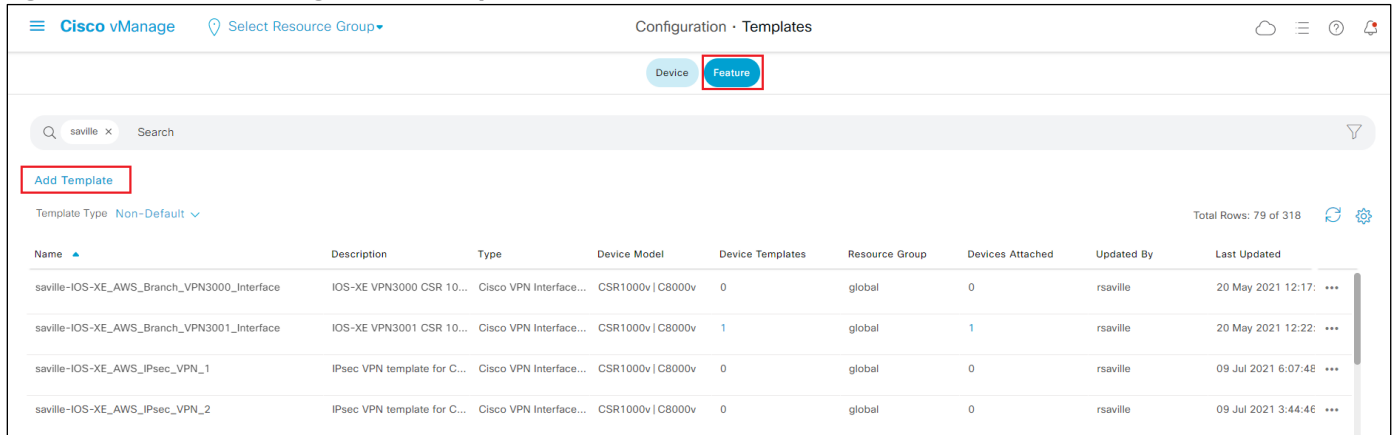 Cisco vManage Select Resource Group Configuration · Templates
Device Feature
saville × Search
Add Template
Template Type Non-Default Total Rows: 79 of 318
Name Description Type Device Model Device Templates Resource Group Devices Attached Updated By Last Updated
saville-IOS-XE_AWS_Branch_VPN3000_Interface IOS-XE VPN3000 CSR 10... Cisco VPN Interface... CSR1000v | C8000v 0 global 0 rsaville 20 May 2021 12:17: •••
saville-IOS-XE_AWS_Branch_VPN3001_Interface IOS-XE VPN3001 CSR 10... Cisco VPN Interface... CSR1000v | C8000v 1 global 1 rsaville 20 May 2021 12:22: •••
saville-IOS-XE_AWS_IPsec_VPN_1 IPsec VPN template for C... Cisco VPN Interface... CSR1000v | C8000v 0 global 0 rsaville 09 Jul 2021 6:07:48 •••
saville-IOS-XE_AWS_IPsec_VPN_2 IPsec VPN template for C... Cisco VPN Interface... CSR1000v | C8000v 0 global 0 rsaville 09 Jul 2021 3:44:46 •••